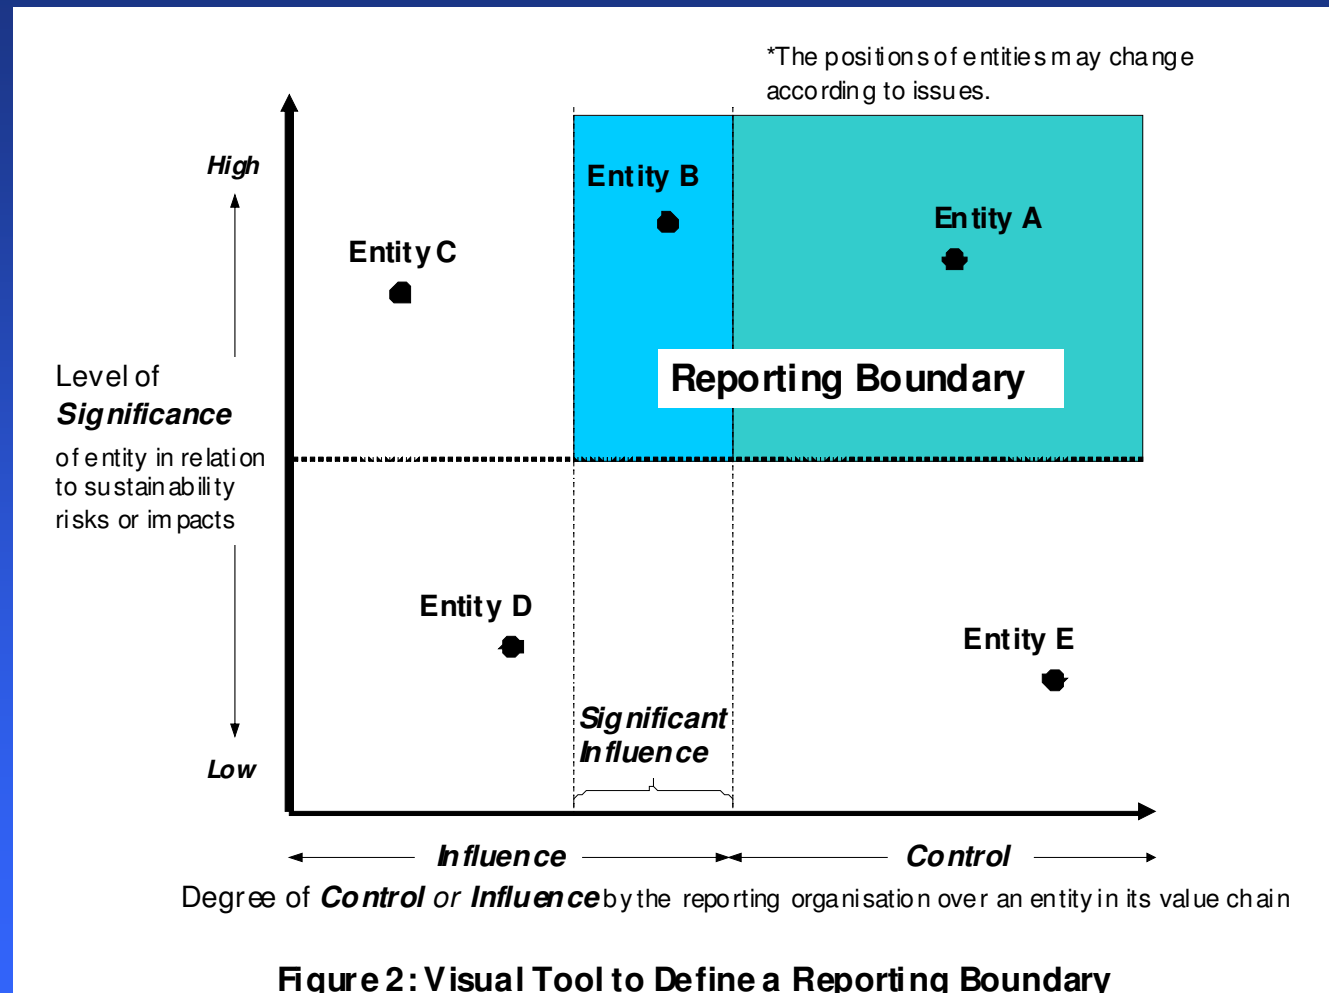 *The positions of entities may change
according to issues.
High
Entity B
Entity A
Entity C
Reporting Boundary
Level of
Significance
of entity in relation
to sustainability
risks or impacts
Entity D
Entity E
Significant
Influence
Low
Influence
Control
Degree of Control or Influence by the reporting organisation over an entity in its value chain
Figure 2: Visual Tool to Define a Reporting Boundary